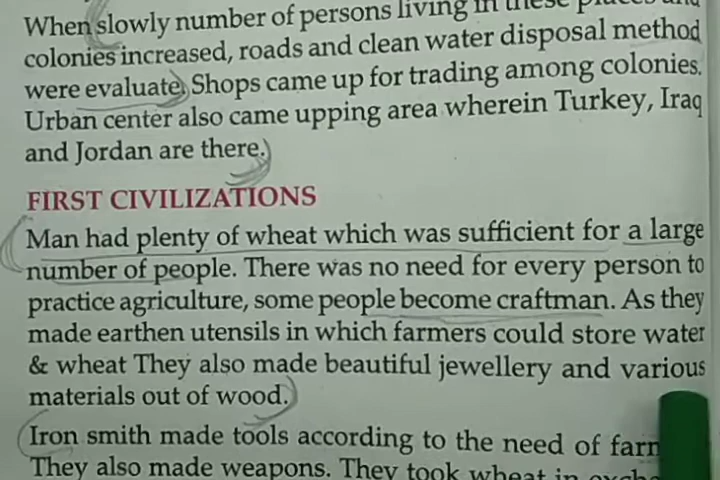 When slowly number of persons living in these places and
colonies increased, roads and clean water disposal method
were evaluate. Shops came up for trading among colonies.
Urban center also came upping area wherein Turkey, Iraq
and Jordan are there.
FIRST CIVILIZATIONS
Man had plenty of wheat which was sufficient for a large
number of people. There was no need for every person to
practice agriculture, some people become craftman. As they
made earthen utensils in which farmers could store water
& wheat They also made beautiful jewellery and various
materials out of wood.
Iron smith made tools according to the need of
They also made weapons. They took wheat in